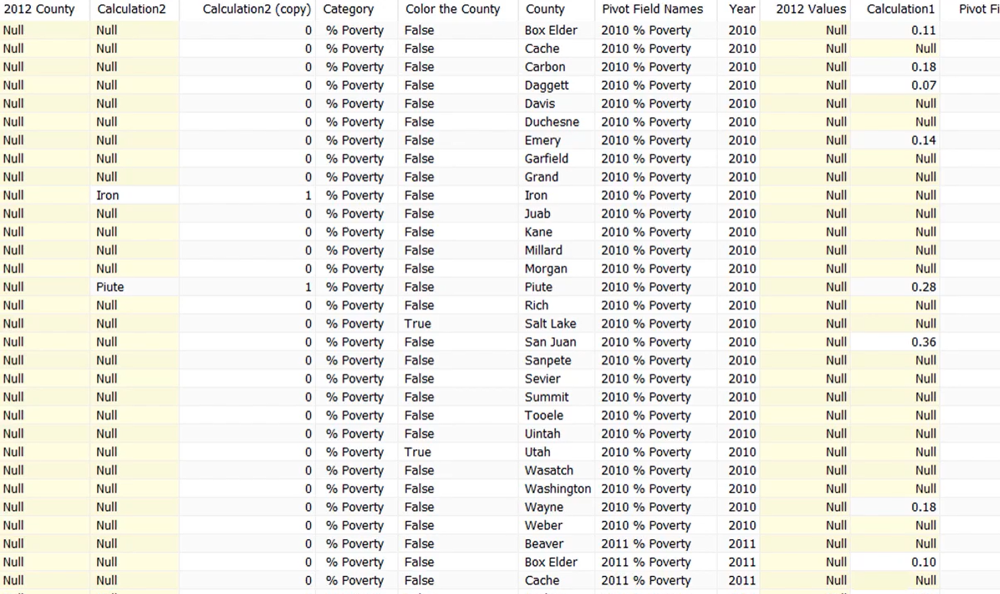 2012 County Calculation2 Calculation2 (copy) Category Color the County County Pivot Field Names Year 2012 Values Calculation1 Pivot Fi
Null Null 0 % Poverty False Box Elder 2010 % Poverty 2010 Null 0.11
Null Null 0 % Poverty False Cache 2010 % Poverty 2010 Null Null
Null Null 0 % Poverty False Carbon 2010 % Poverty 2010 Null 0.18
Null Null 0 % Poverty False Daggett 2010 % Poverty 2010 Null 0.07
Null Null 0 % Poverty False Davis 2010 % Poverty 2010 Null Null
Null Null 0 % Poverty False Duchesne 2010 % Poverty 2010 Null Null
Null Null 0 % Poverty False Emery 2010 % Poverty 2010 Null 0.14
Null Null 0 % Poverty False Garfield 2010 % Poverty 2010 Null Null
Null Null 0 % Poverty False Grand 2010 % Poverty 2010 Null Null
Null Iron 1 % Poverty False Iron 2010 % Poverty 2010 Null Null
Null Null 0 % Poverty False Juab 2010 % Poverty 2010 Null Null
Null Null 0 % Poverty False Kane 2010 % Poverty 2010 Null Null
Null Null 0 % Poverty False Millard 2010 % Poverty 2010 Null Null
Null Null 0 % Poverty False Morgan 2010 % Poverty 2010 Null Null
Null Piute 1 % Poverty False Piute 2010 % Poverty 2010 Null 0.28
Null Null 0 % Poverty False Rich 2010 % Poverty 2010 Null Null
Null Null 0 % Poverty True Salt Lake 2010 % Poverty 2010 Null Null
Null Null 0 % Poverty False San Juan 2010 % Poverty 2010 Null 0.36
Null Null 0 % Poverty False Sanpete 2010 % Poverty 2010 Null Null
Null Null 0 % Poverty False Sevier 2010 % Poverty 2010 Null Null
Null Null 0 % Poverty False Summit 2010 % Poverty 2010 Null Null
Null Null 0 % Poverty False Tooele 2010 % Poverty 2010 Null Null
Null Null 0 % Poverty False Uintah 2010 % Poverty 2010 Null Null
Null Null 0 % Poverty True Utah 2010 % Poverty 2010 Null Null
Null Null 0 % Poverty False Wasatch 2010 % Poverty 2010 Null Null
Null Null 0 % Poverty False Washington 2010 % Poverty 2010 Null Null
Null Null 0 % Poverty False Wayne 2010 % Poverty 2010 Null 0.18
Null Null 0 % Poverty False Weber 2010 % Poverty 2010 Null Null
Null Null 0 % Poverty False Beaver 2011 % Poverty 2011 Null Null
Null Null 0 % Poverty False Box Elder 2011 % Poverty 2011 Null 0.10
Null Null 0 % Poverty False Cache 2011 % Poverty 2011 Null Null